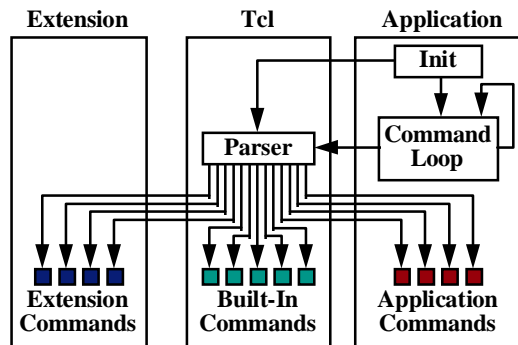 Extension
Tcl
Application
Init
Command
Loop
Parser
Extension
Commands
Built-In
Commands
Application
Commands